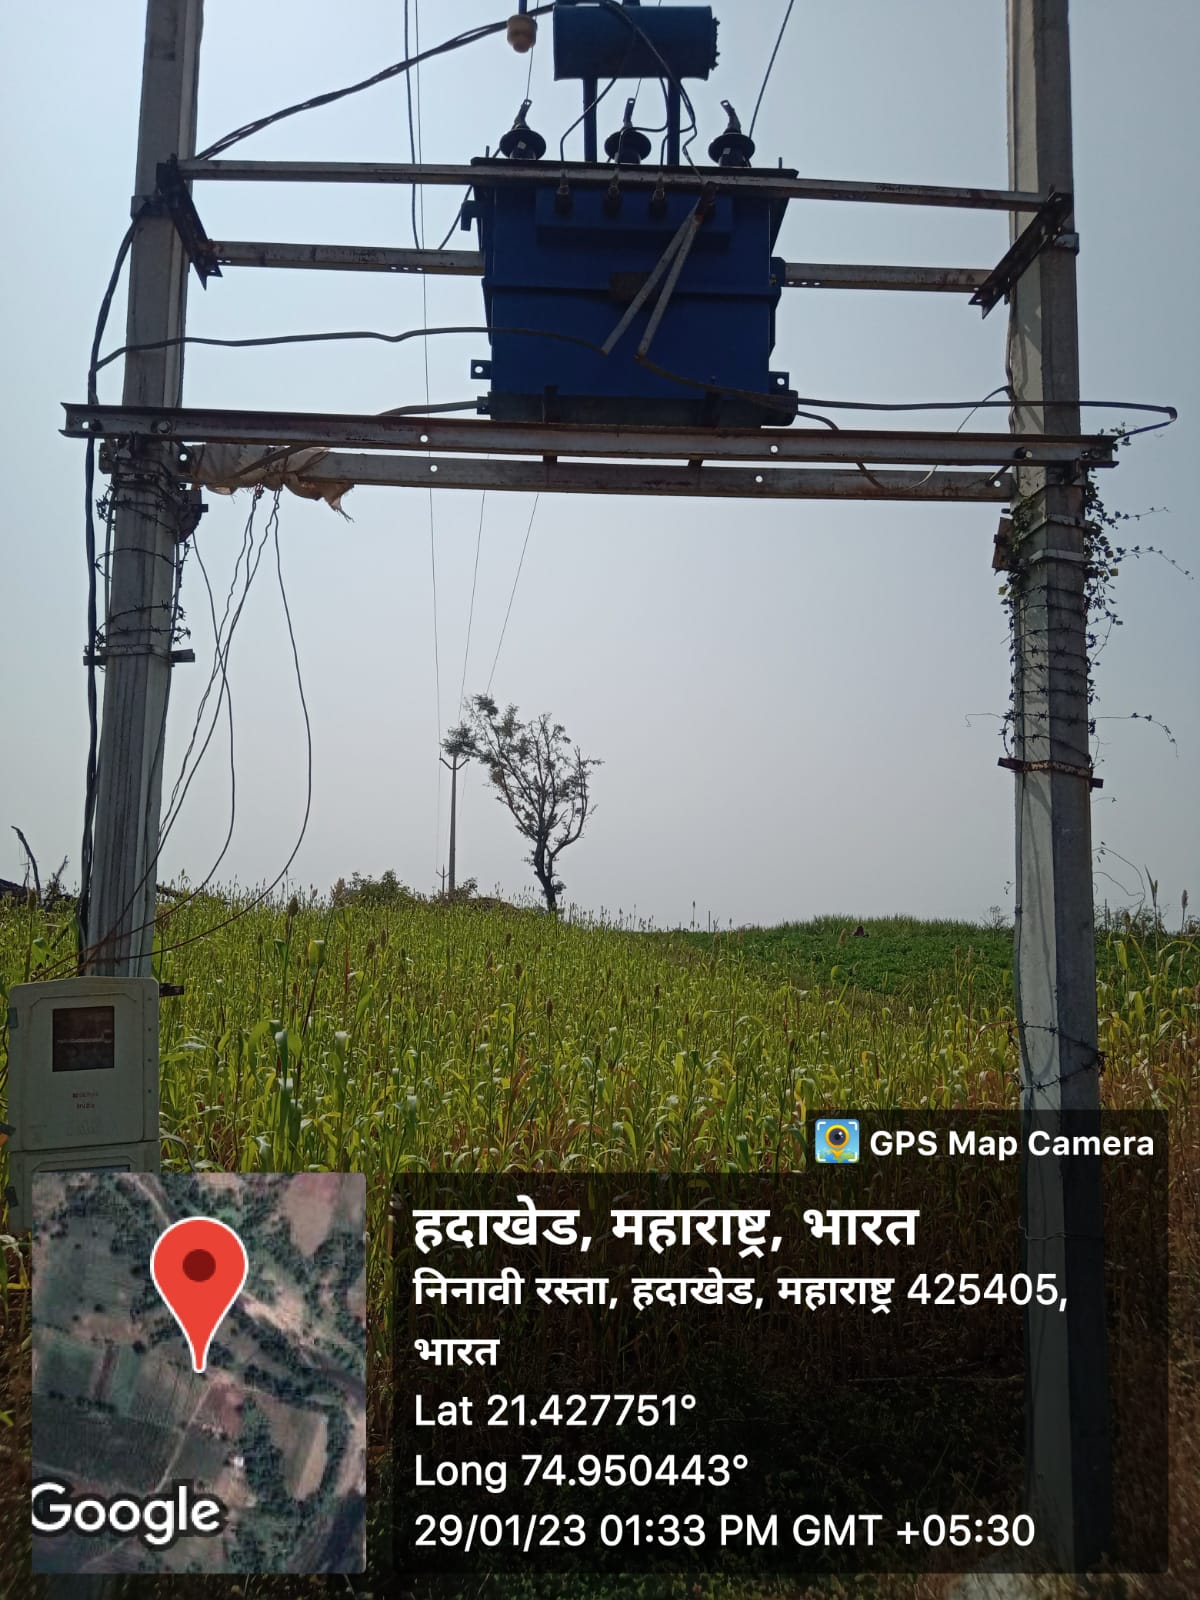 GPS Map Camera
हदाखेड, महाराष्ट्र, भारत
निनावी रस्ता, हदाखेड, महाराष्ट्र 425405,
भारत
Lat 21.427751°
Long 74.950443°
29/01/23 01:33 PM GMT +05:30
Google